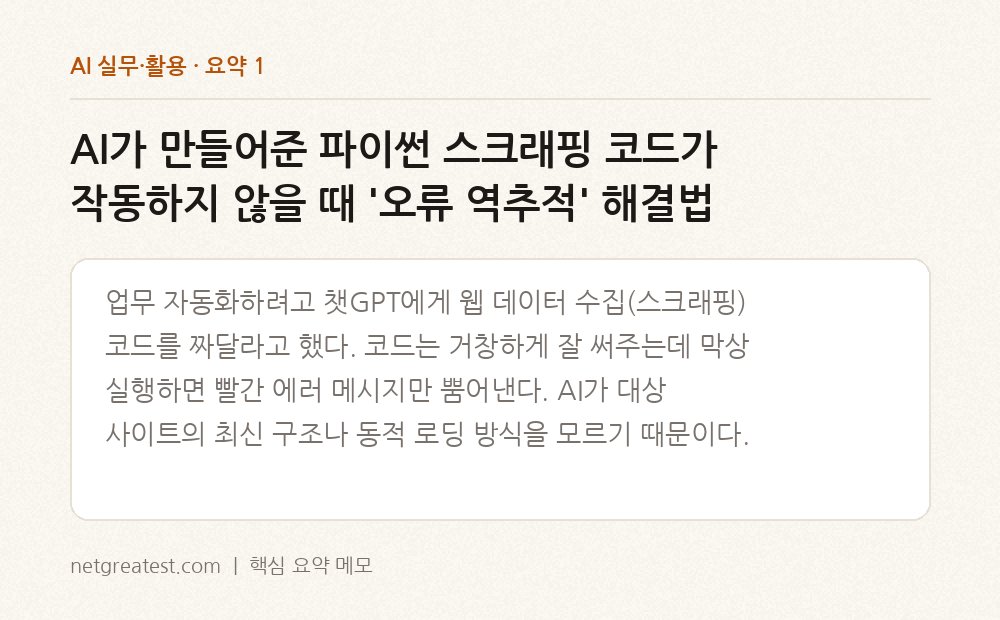 AI 실무·활용 · 요약 1
AI가 만들어준 파이썬 스크래핑 코드가
작동하지 않을 때 '오류 역추적' 해결법
업무 자동화하려고 챗GPT에게 웹 데이터 수집(스크래핑)
코드를 짜달라고 했다. 코드는 거창하게 잘 써주는데 막상
실행하면 빨간 에러 메시지만 뿜어낸다. AI가 대상
사이트의 최신 구조나 동적 로딩 방식을 모르기 때문이다.
netgreatest.com | 핵심 요약 메모